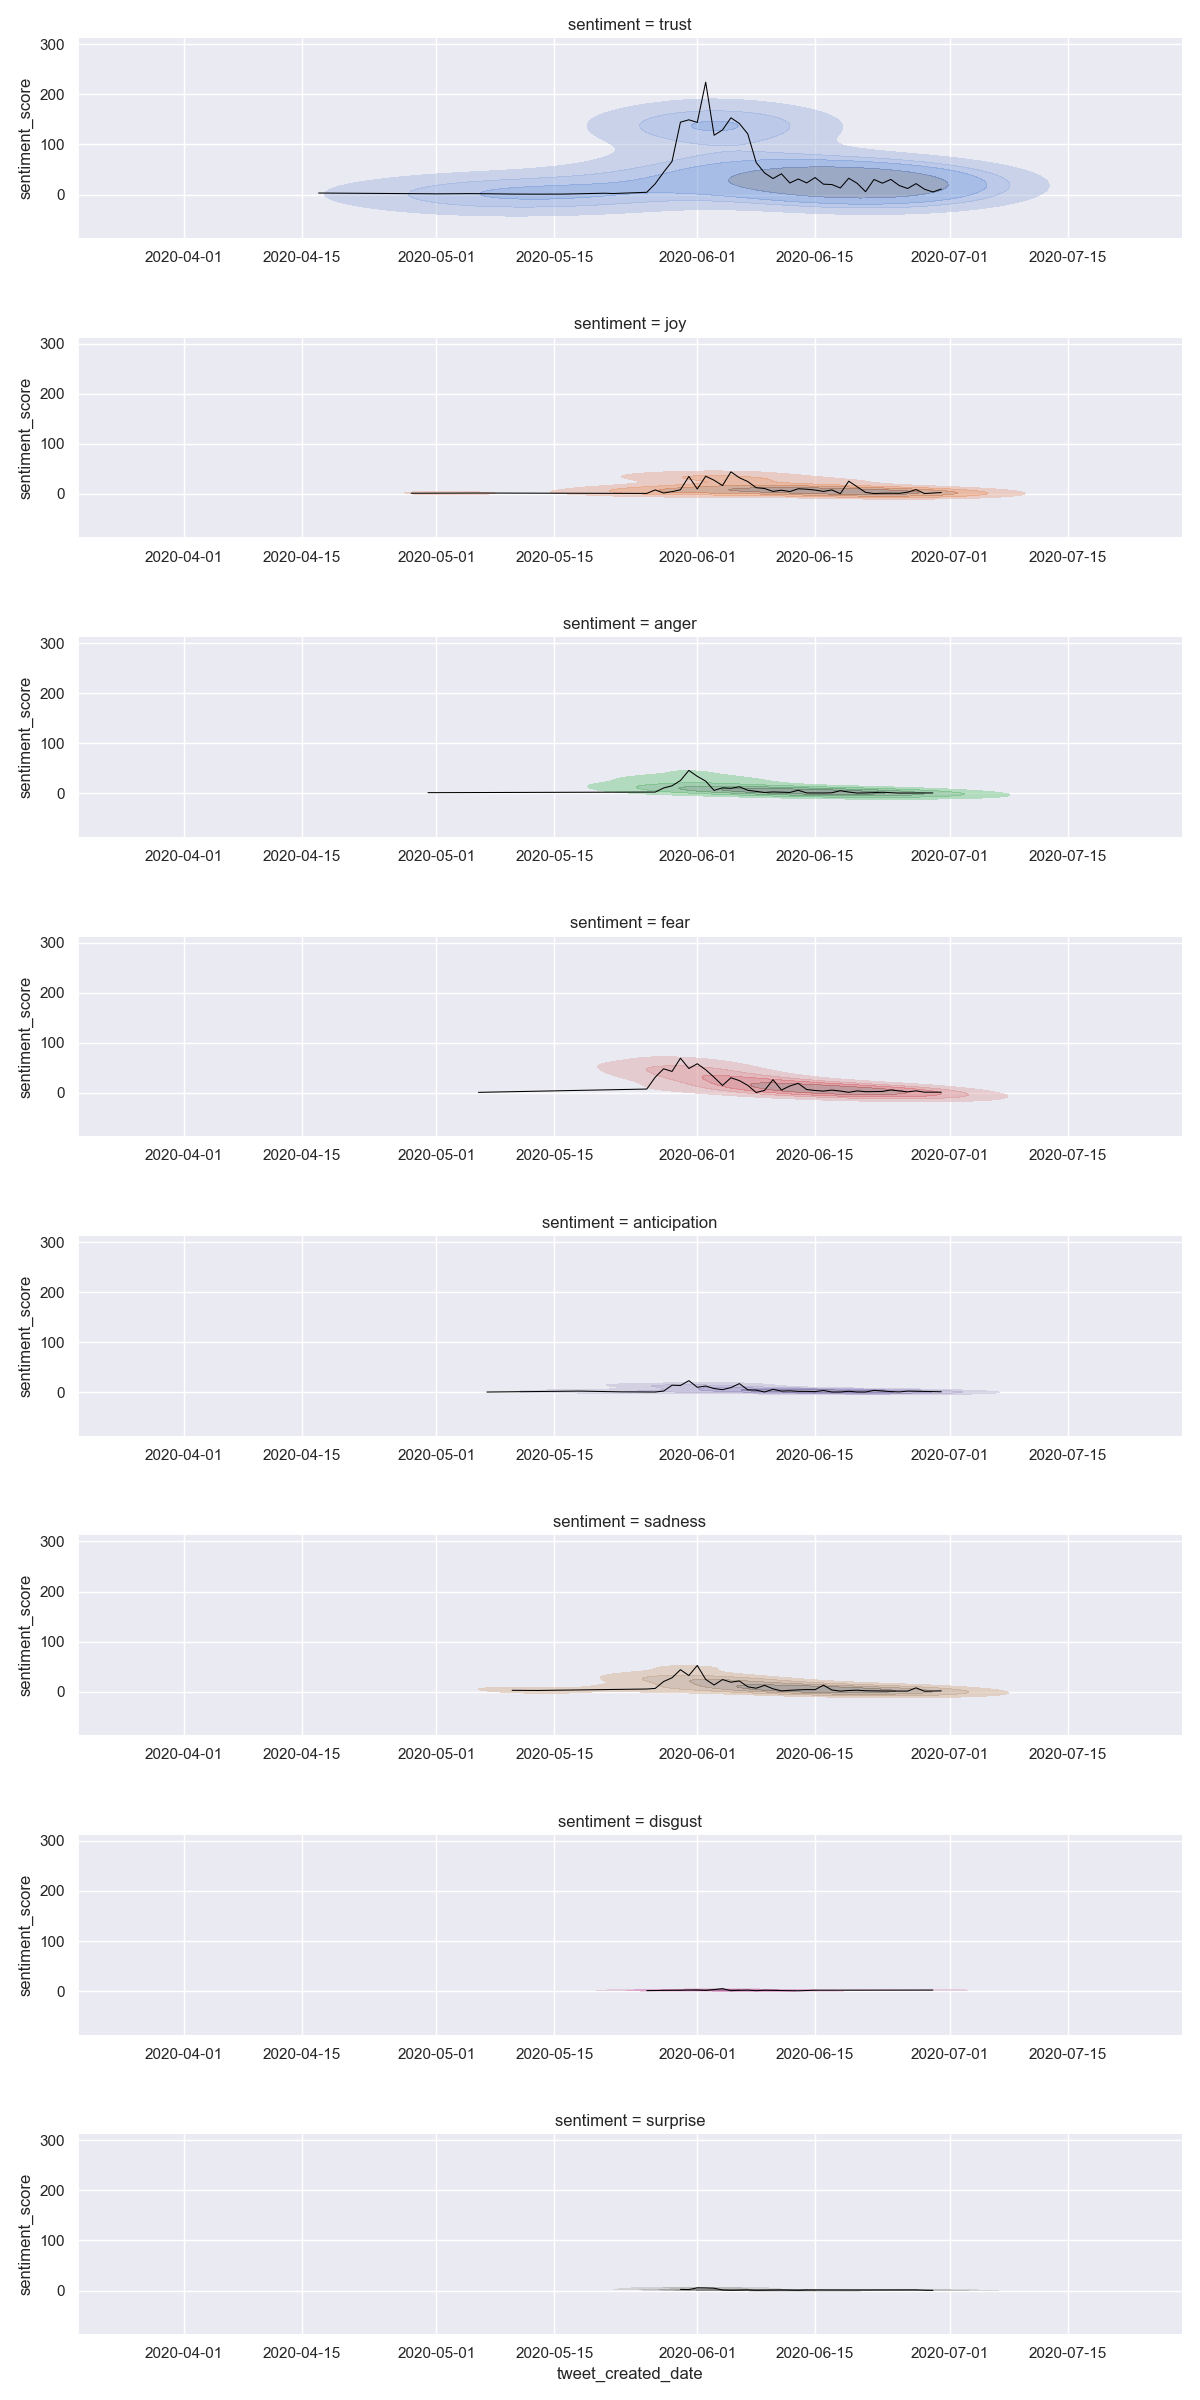 sentiment = trust
300
200
100
0
sentiment_score
2020-04-01 2020-04-15 2020-05-01 2020-05-15 2020-06-01 2020-06-15 2020-07-01 2020-07-15
sentiment = joy
300
200
100
0
sentiment_score
2020-04-01 2020-04-15 2020-05-01 2020-05-15 2020-06-01 2020-06-15 2020-07-01 2020-07-15
sentiment = anger
300
200
100
0
sentiment_score
2020-04-01 2020-04-15 2020-05-01 2020-05-15 2020-06-01 2020-06-15 2020-07-01 2020-07-15
sentiment = fear
300
200
100
0
sentiment_score
2020-04-01 2020-04-15 2020-05-01 2020-05-15 2020-06-01 2020-06-15 2020-07-01 2020-07-15
sentiment = anticipation
300
200
100
0
sentiment_score
2020-04-01 2020-04-15 2020-05-01 2020-05-15 2020-06-01 2020-06-15 2020-07-01 2020-07-15
sentiment = sadness
300
200
100
0
sentiment_score
2020-04-01 2020-04-15 2020-05-01 2020-05-15 2020-06-01 2020-06-15 2020-07-01 2020-07-15
sentiment = disgust
300
200
100
0
sentiment_score
2020-04-01 2020-04-15 2020-05-01 2020-05-15 2020-06-01 2020-06-15 2020-07-01 2020-07-15
sentiment = surprise
300
200
100
0
sentiment_score
2020-04-01 2020-04-15 2020-05-01 2020-05-15 2020-06-01 2020-06-15 2020-07-01 2020-07-15
tweet_created_date